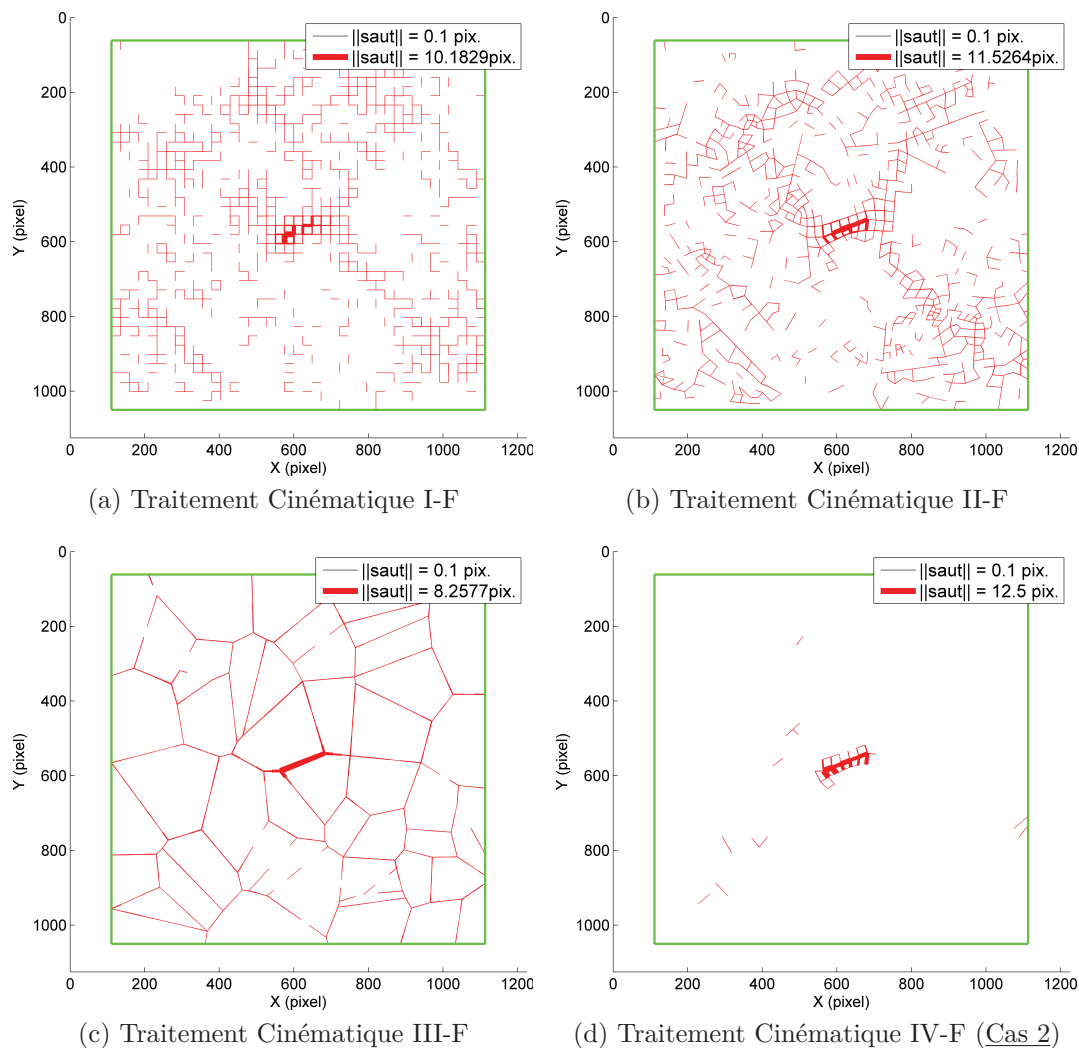 ||saut|| = 0.1 pix.
||saut|| = 10.1829pix.
0
200
400
600
800
1000
Y (pixel)
0 200 400 600 800 1000 1200
X (pixel)
(a) Traitement Cinématique I-F
||saut|| = 0.1 pix.
||saut|| = 11.5264pix.
0
200
400
600
800
1000
Y (pixel)
0 200 400 600 800 1000 1200
X (pixel)
(b) Traitement Cinématique II-F
||saut|| = 0.1 pix.
||saut|| = 8.2577pix.
0
200
400
600
800
1000
Y (pixel)
0 200 400 600 800 1000 1200
X (pixel)
(c) Traitement Cinématique III-F
||saut|| = 0.1 pix.
||saut|| = 12.5 pix.
0
200
400
600
800
1000
Y (pixel)
0 200 400 600 800 1000 1200
X (pixel)
(d) Traitement Cinématique IV-F (Cas 2)